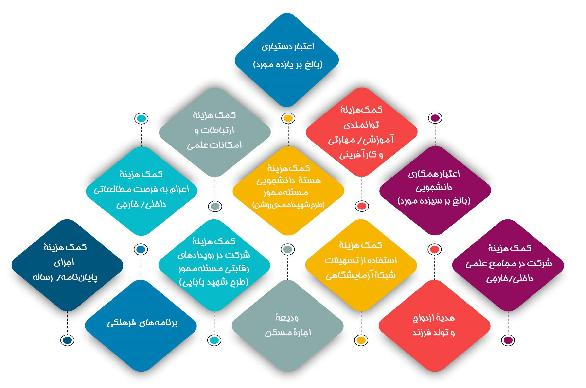 اعتبار دستیاری
(بالغ بر یازده مورد)
کمک‌هزینهٔ
توانمندی
آموزشی/ مهارتی
و کارآفرینی
کمک‌هزینهٔ
ارتباطات و
امکانات علمی
اعتبار همکاری
دانشجویی
(بالغ بر سیزده مورد)
کمک هزینهٔ
هستهٔ دانشجویی
مسئله‌محور
(طرح شهید احمدی‌روشن)
کمک هزینهٔ
اعزام به فرصت مطالعاتی
داخلی/ خارجی
کمک هزینهٔ
شرکت در مجامع علمی
داخلی/خارجی
کمک هزینهٔ
استفاده از تسهیلات
شبکهٔ آزمایشگاهی
کمک هزینهٔ
شرکت در رویدادهای
رقابتی مسئله‌محور
(طرح شهید بابایی)
کمک هزینهٔ
اجرای
پایان‌نامه/ رساله
هدیهٔ ازدواج
و تولد فرزند
ودیعهٔ
اجارهٔ مسکن
برنامه‌های فرهنگی